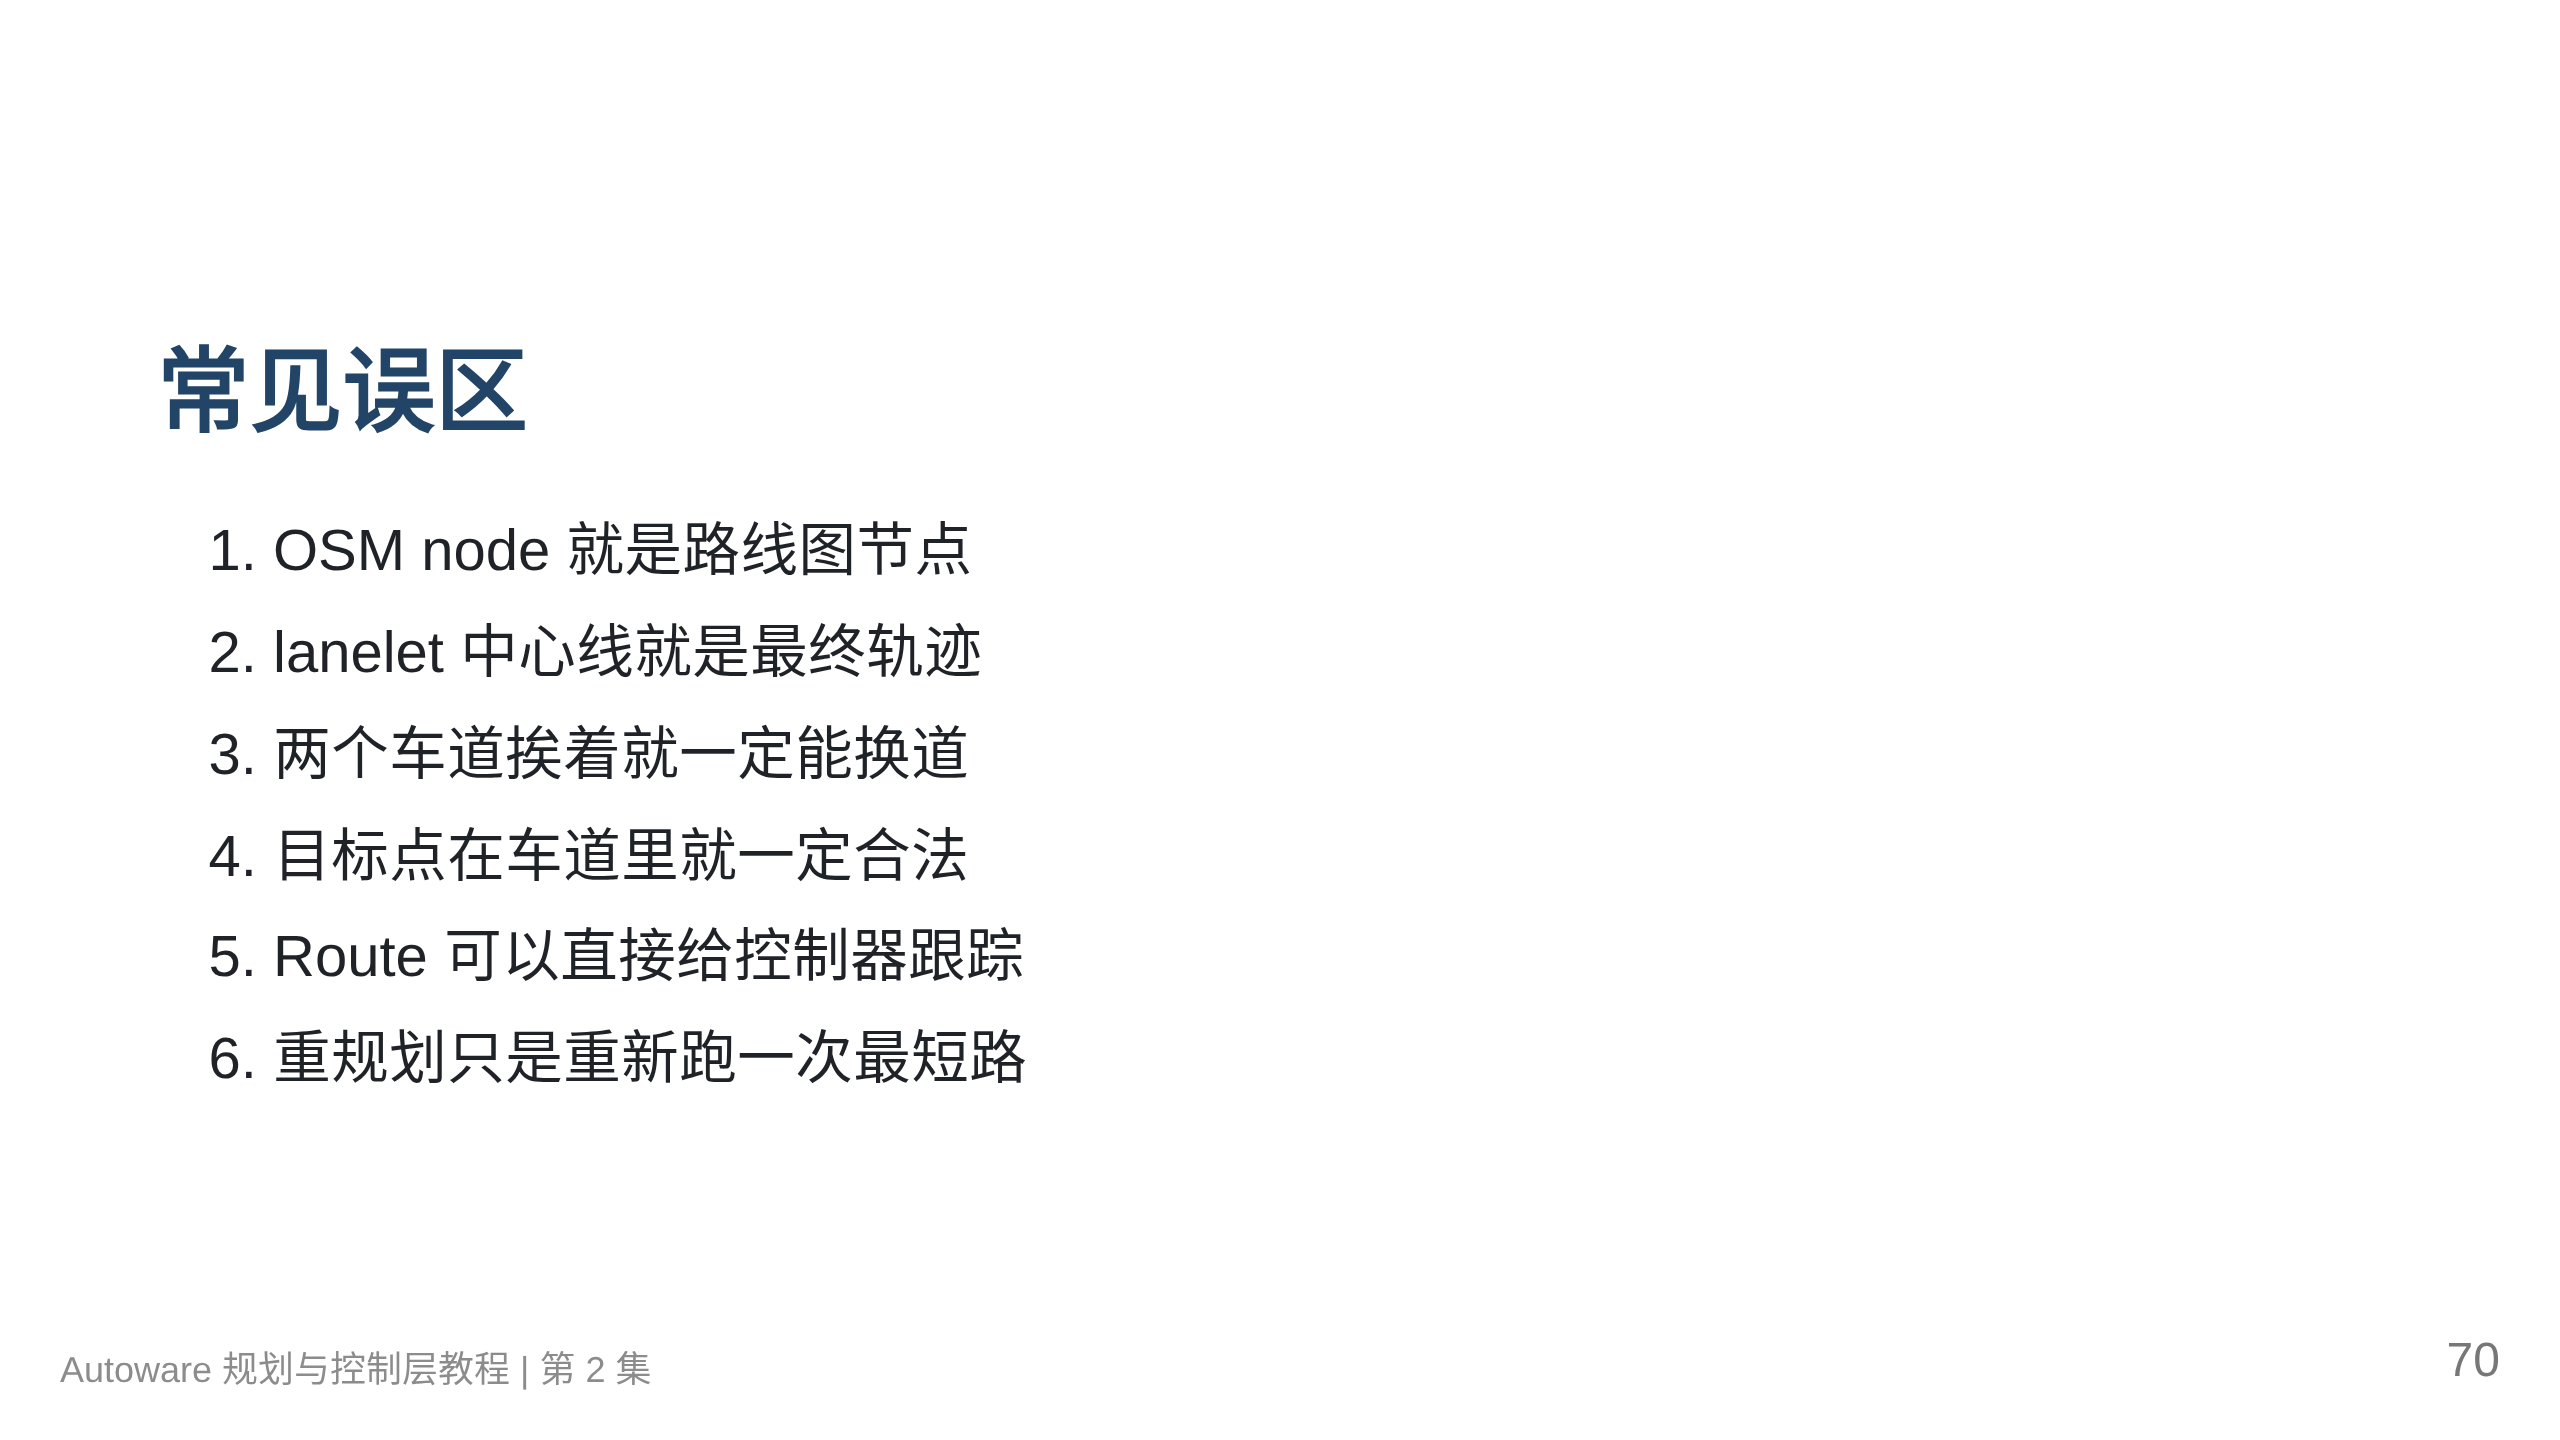 常见误区
1. OSM node 就是路线图节点
2. lanelet 中心线就是最终轨迹
3. 两个车道挨着就一定能换道
4. 目标点在车道里就一定合法
5. Route 可以直接给控制器跟踪
6. 重规划只是重新跑一次最短路
Autoware 规划与控制层教程 | 第 2 集
70